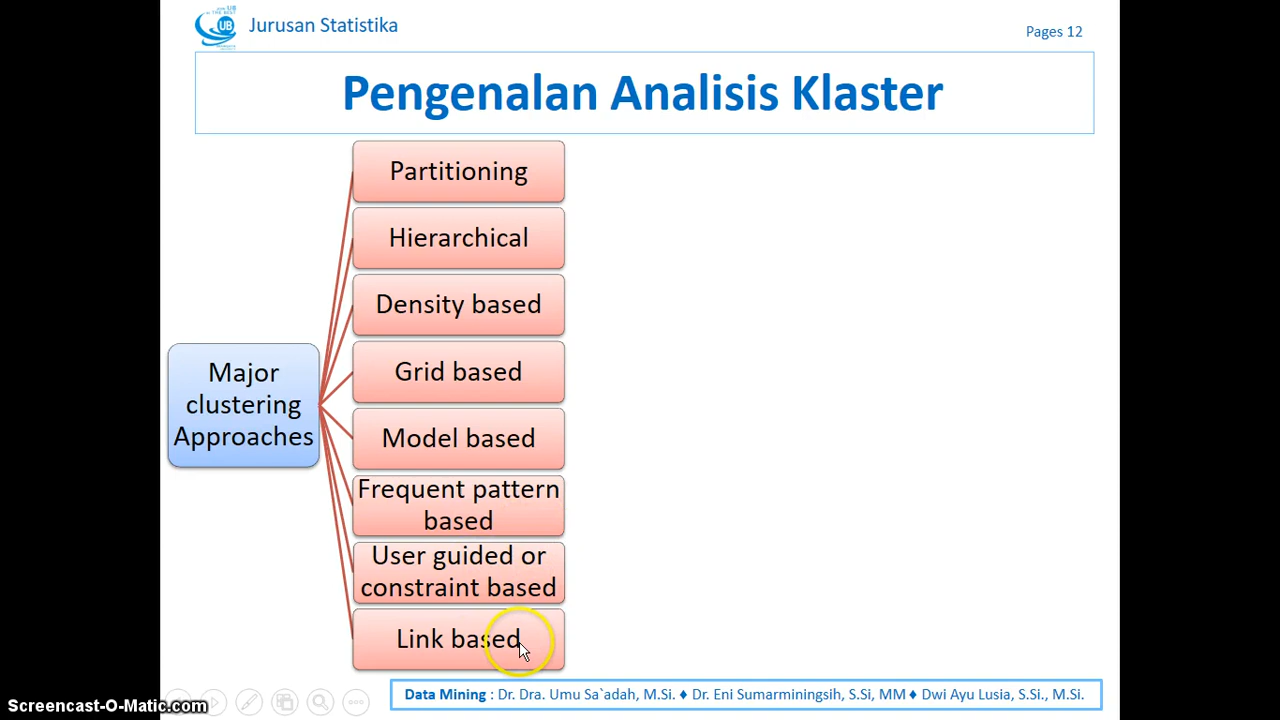 Jurusan Statistika
Pages 12
Pengenalan Analisis Klaster
Partitioning
Hierarchical
Density based
Grid based
Model based
Frequent pattern
based
User guided or
constraint based
Link based
Major
clustering
Approaches
Data Mining : Dr. Dra. Umu Sa`adah, M.Si. ♦ Dr. Eni Sumarminingsih, S.Si, MM ♦ Dwi Ayu Lusia, S.Si., M.Si.
Screencast-O-Matic.com
UB